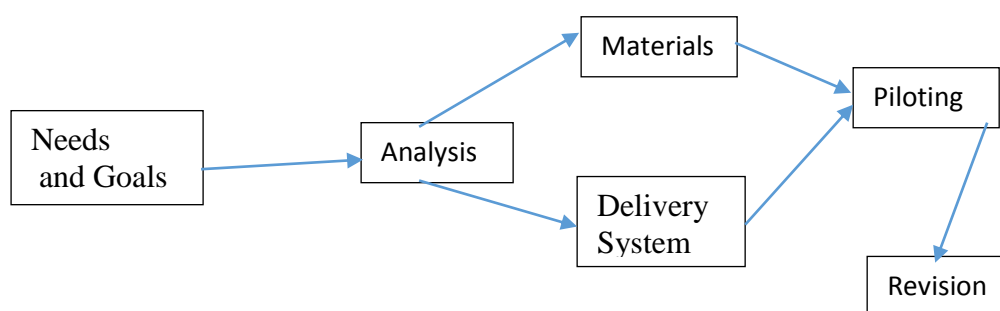 Needs
and Goals
Analysis
Materials
Delivery
System
Piloting
Revision